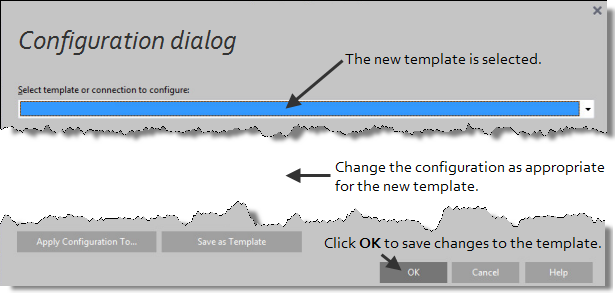 Configuration dialog
The new template is selected.
Select template or connection to configure:
Change the configuration as appropriate
for the new template.
Apply Configuration To...
Save as Template
Click OK to save changes to the template.
OK
Cancel
Help